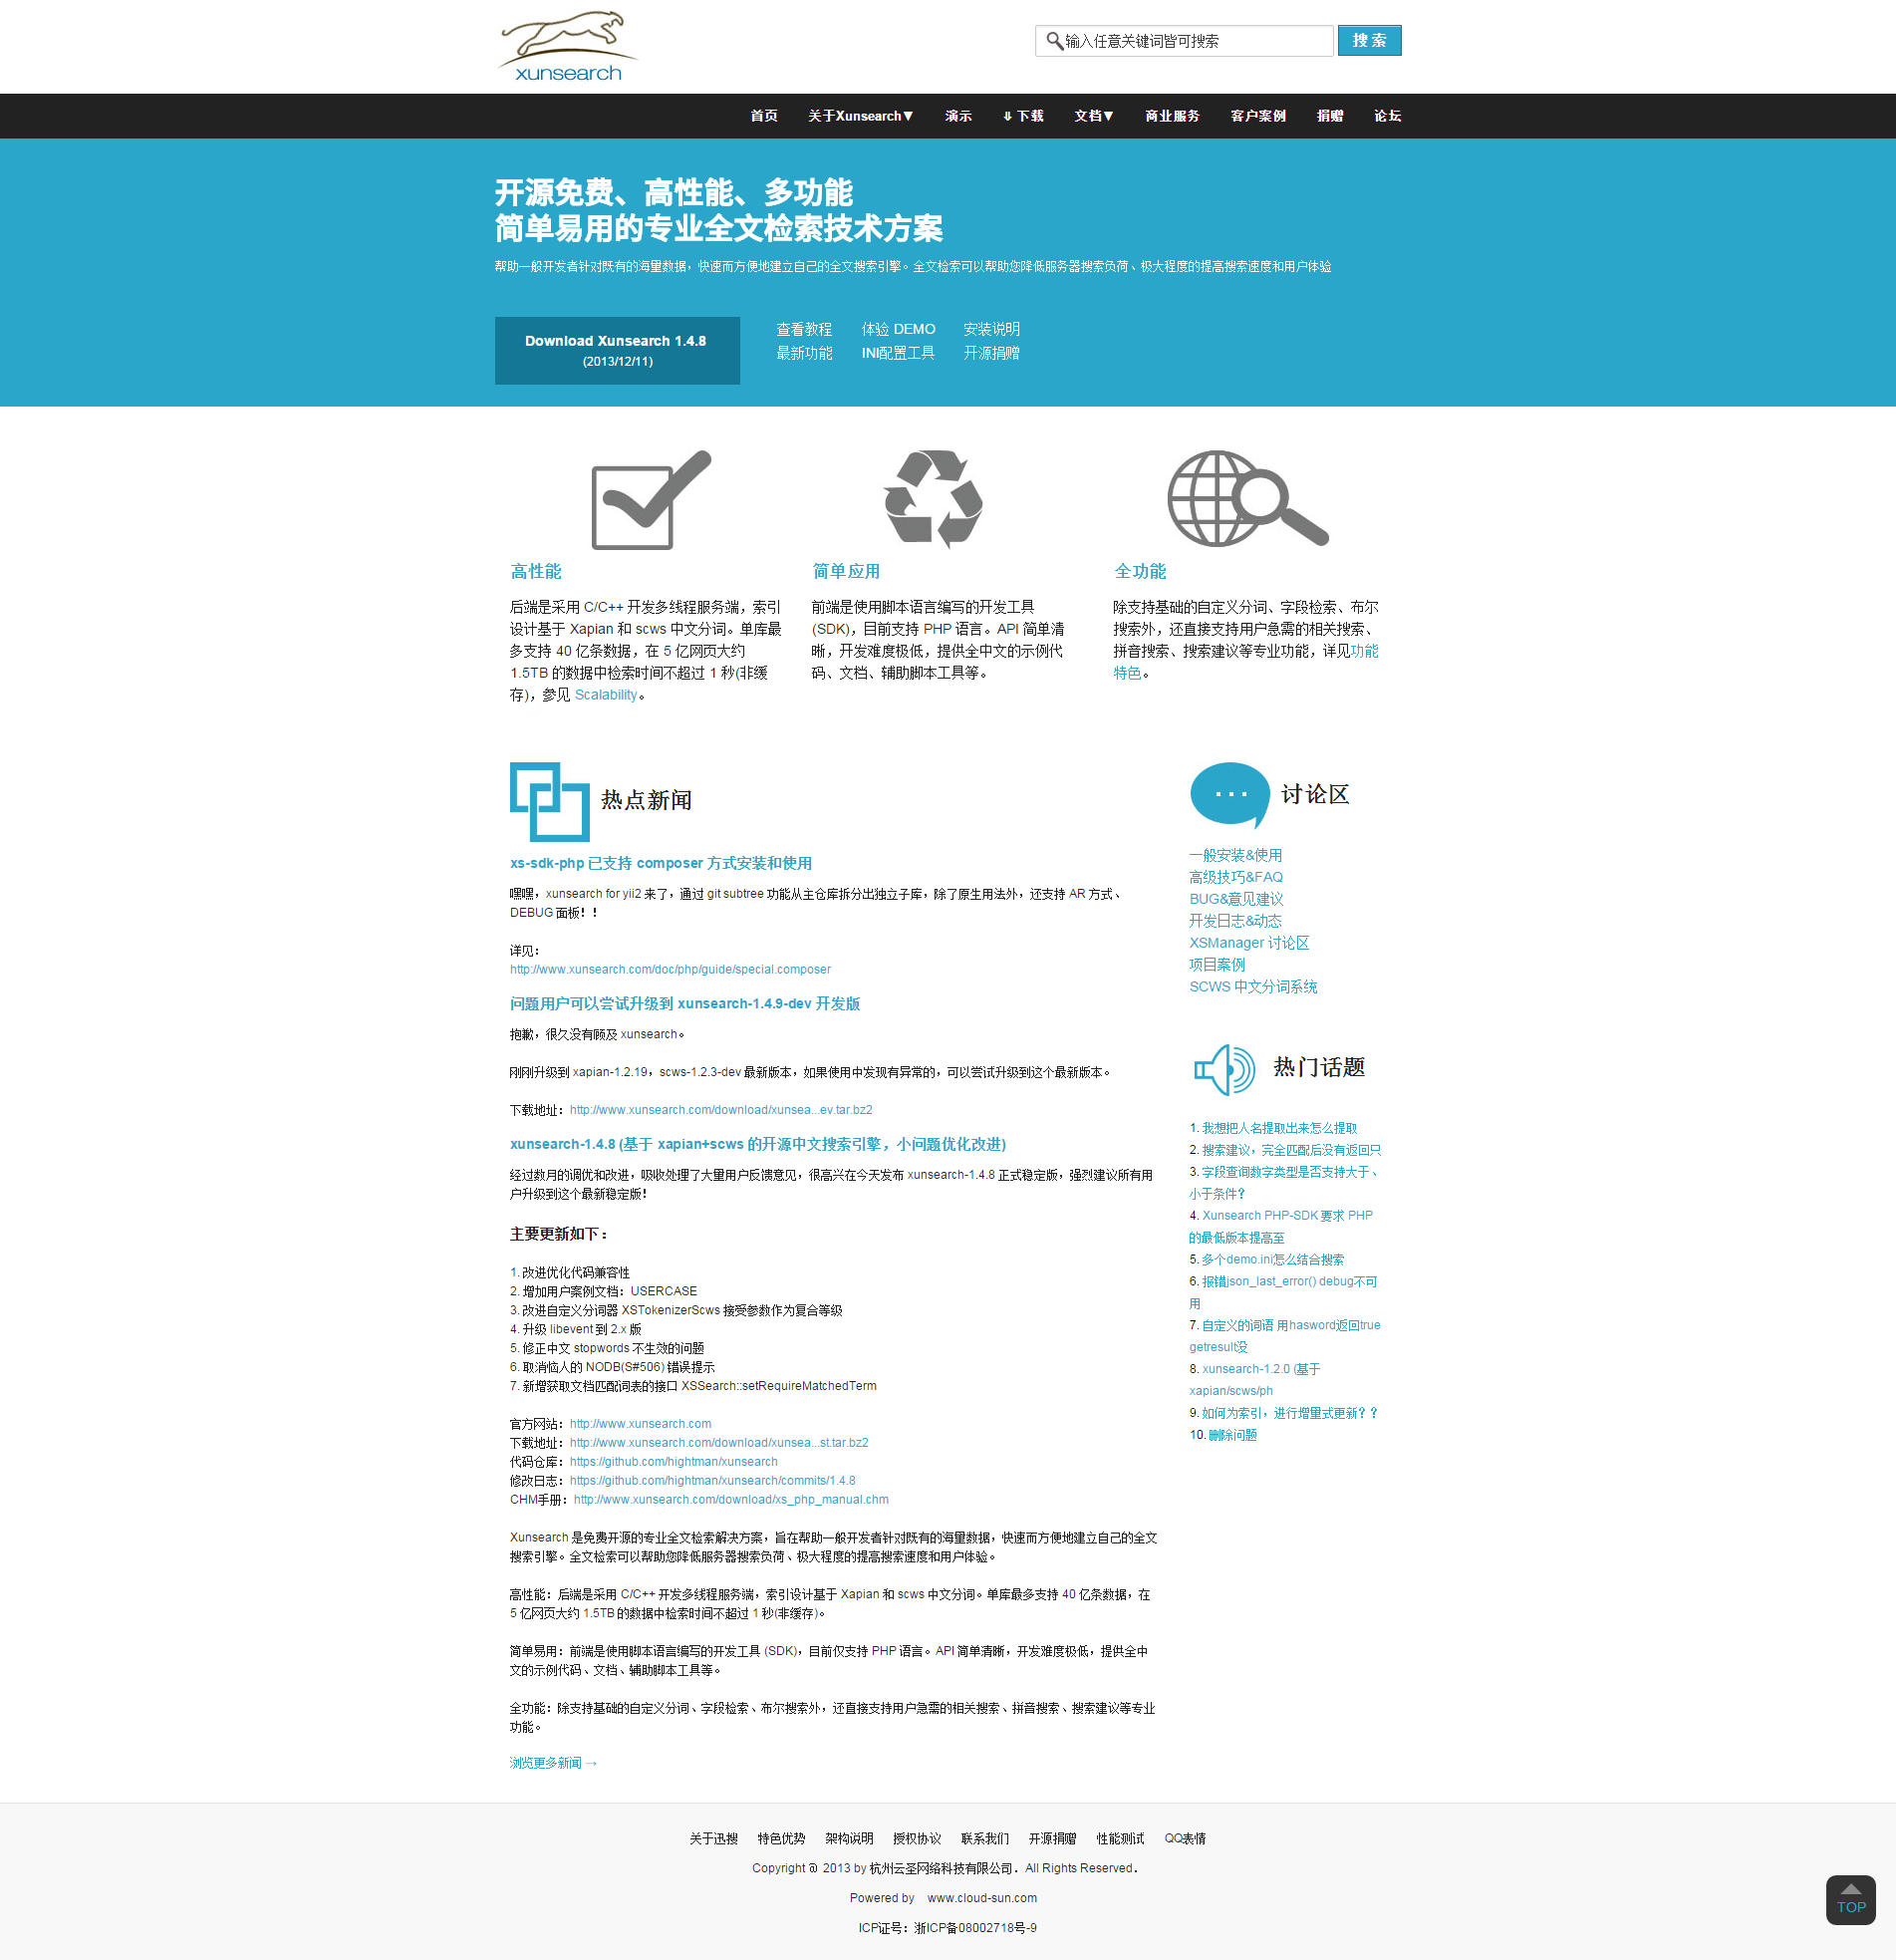 xunsearch
输入任意关键词皆可搜索
搜 索
首页 关于Xunsearch▼ 演示 ⇓ 下载 文档▼ 商业服务 客户案例 捐赠 论坛
开源免费、高性能、多功能
简单易用的专业全文检索技术方案
帮助一般开发者针对既有的海量数据，快速而方便地建立自己的全文搜索引擎。全文检索可以帮助您降低服务器搜索负荷、极大程度的提高搜索速度和用户体验
Download Xunsearch 1.4.8
(2013/12/11)
查看教程 体验 DEMO 安装说明
最新功能 INI配置工具 开源捐赠
高性能
后端是采用 C/C++ 开发多线程服务端，索引
设计基于 Xapian 和 scws 中文分词。单库最
多支持 40 亿条数据，在 5 亿网页大约
1.5TB 的数据中检索时间不超过 1 秒(非缓
存)，參见 Scalability。
简单应用
前端是使用脚本语言编写的开发工具
(SDK)，目前支持 PHP 语言。API 简单清
晰，开发难度极低，提供全中文的示例代
码、文档、辅助脚本工具等。
全功能
除支持基础的自定义分词、字段检索、布尔
搜索外，还直接支持用户急需的相关搜索、
拼音搜索、搜索建议等专业功能，详见功能
特色。
热点新闻
xs-sdk-php 已支持 composer 方式安装和使用
嘿嘿，xunsearch for yii2 来了，通过 git subtree 功能从主仓库拆分出独立子库，除了原生用法外，还支持 AR 方式、
DEBUG 面板！！
详见：
http://www.xunsearch.com/doc/php/guide/special.composer
问题用户可以尝试升级到 xunsearch-1.4.9-dev 开发版
抱歉，很久没有顾及 xunsearch。
刚刚升级到 xapian-1.2.19，scws-1.2.3-dev 最新版本，如果使用中发现有异常的，可以尝试升级到这个最新版本。
下载地址：http://www.xunsearch.com/download/xunsea...ev.tar.bz2
xunsearch-1.4.8 (基于 xapian+scws 的开源中文搜索引擎，小问题优化改进)
经过数月的调优和改进，吸收处理了大量用户反馈意见，很高兴在今天发布 xunsearch-1.4.8 正式稳定版，强烈建议所有用
户升级到这个最新稳定版！
主要更新如下：
1. 改进优化代码兼容性
2. 增加用户案例文档：USERCASE
3. 改进自定义分词器 XSTokenizerScws 接受参数作为复合等级
4. 升级 libevent 到 2.x 版
5. 修正中文 stopwords 不生效的问题
6. 取消恼人的 NODB(S#506) 错误提示
7. 新增获取文档匹配词表的接口 XSSearch::setRequireMatchedTerm
官方网站：http://www.xunsearch.com
下载地址：http://www.xunsearch.com/download/xunsea...st.tar.bz2
代码仓库：https://github.com/hightman/xunsearch
修改日志：https://github.com/hightman/xunsearch/commits/1.4.8
CHM手册：http://www.xunsearch.com/download/xs_php_manual.chm
Xunsearch 是免费开源的专业全文检索解决方案，旨在帮助一般开发者针对既有的海量数据，快速而方便地建立自己的全文
搜索引擎。全文检索可以帮助您降低服务器搜索负荷、极大程度的提高搜索速度和用户体验。
高性能：后端是采用 C/C++ 开发多线程服务端，索引设计基于 Xapian 和 scws 中文分词。单库最多支持 40 亿条数据，在
5 亿网页大约 1.5TB 的数据中检索时间不超过 1 秒(非缓存)。
简单易用：前端是使用脚本语言编写的开发工具 (SDK)，目前仅支持 PHP 语言。API 简单清晰，开发难度极低，提供全中
文的示例代码、文档、辅助脚本工具等。
全功能：除支持基础的自定义分词、字段检索、布尔搜索外，还直接支持用户急需的相关搜索、拼音搜索、搜索建议等专业
功能。
浏览更多新闻 →
讨论区
一般安装&使用
高级技巧&FAQ
BUG&意见建议
开发日志&动态
XSManager 讨论区
项目案例
SCWS 中文分词系统
热门话题
1. 我想把人名提取出来怎么提取
2. 搜索建议，完全匹配后没有返回只
3. 字段查询数字类型是否支持大于、
小于条件？
4. Xunsearch PHP-SDK 要求 PHP
的最低版本提高至
5. 多个demo.ini怎么结合搜索
6. 报错json_last_error() debug不可
用
7. 自定义的词语 用hasword返回true
getresult没
8. xunsearch-1.2.0 (基于
xapian/scws/ph
9. 如何为索引，进行增量式更新？？
10. 删除问题
关于迅搜 特色优势 架构说明 授权协议 联系我们 开源捐赠 性能测试 QQ表情
Copyright @ 2013 by 杭州云圣网络科技有限公司. All Rights Reserved.
Powered by www.cloud-sun.com
ICP证号：浙ICP备08002718号-9
TOP